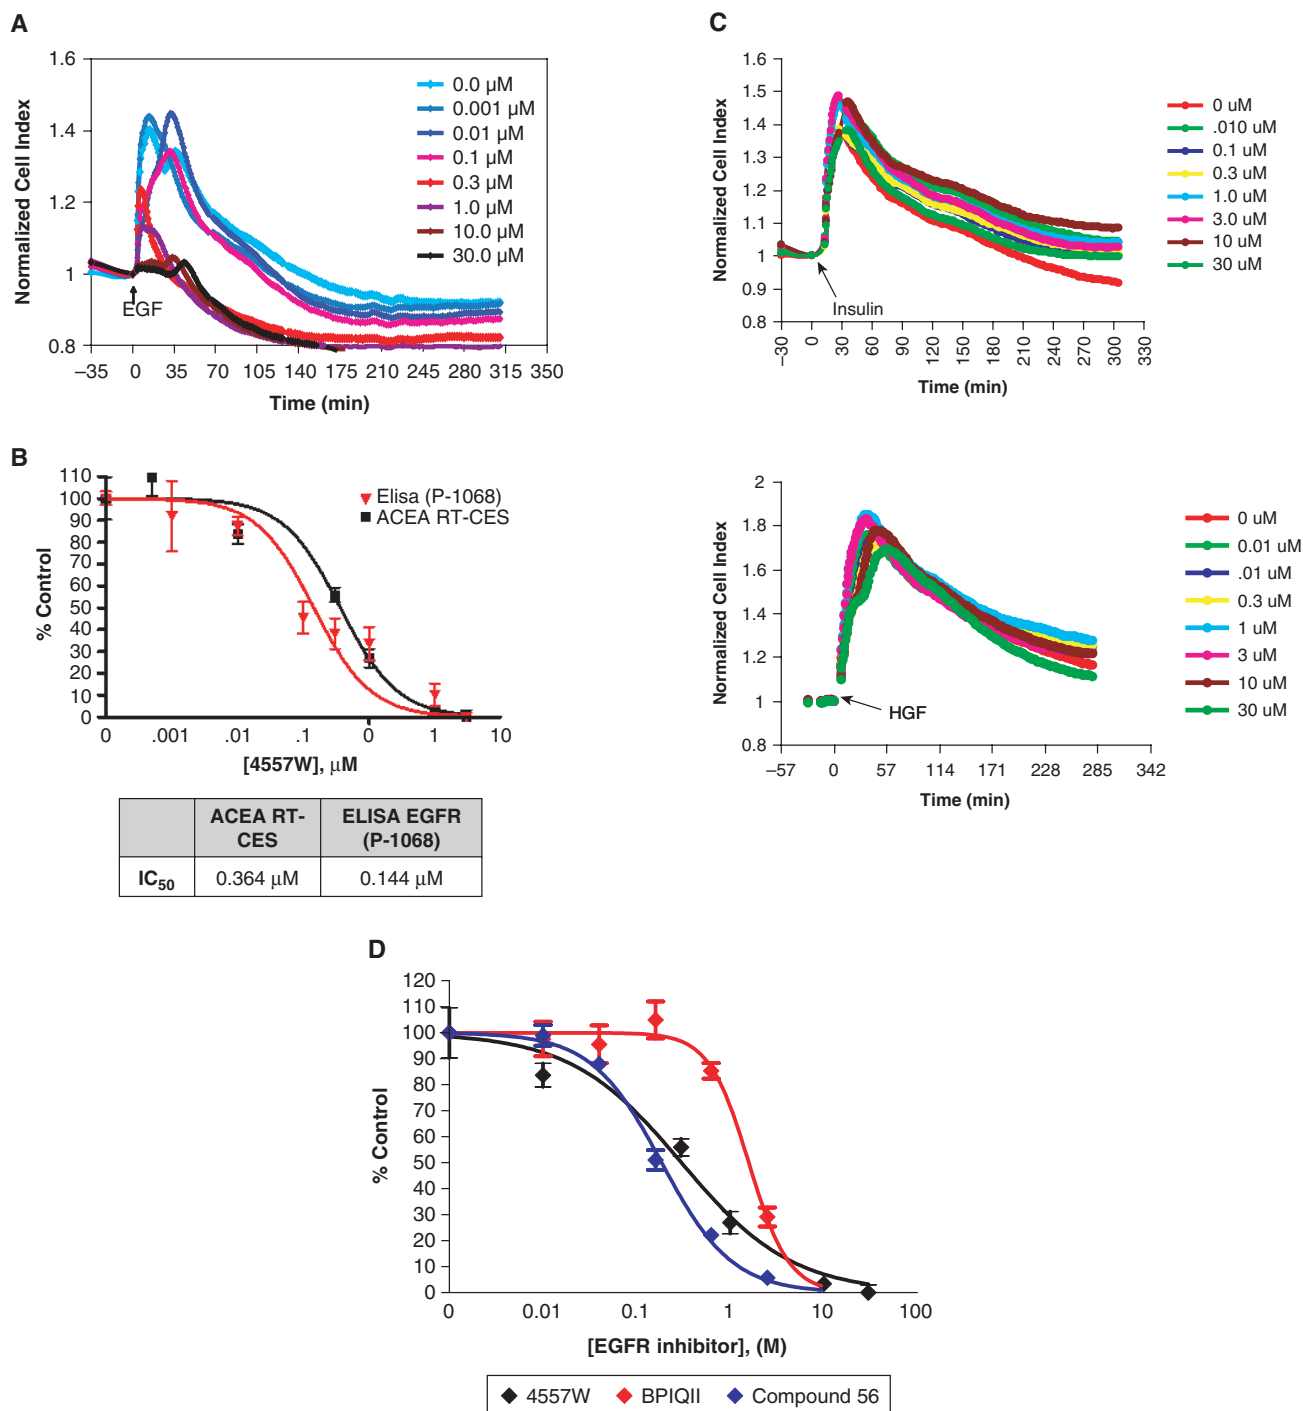 A
Normalized Cell Index
1.6
1.4
1.2
1
0.8
EGF
0.0 µM
0.001 µM
0.01 µM
0.1 µM
0.3 µM
1.0 µM
10.0 µM
30.0 µM
–35 0 35 70 105 140 175 210 245 280 315 350
Time (min)
B
% Control
110
100
90
80
70
60
50
40
30
20
10
0
Elisa (P-1068)
ACEA RT-CES
0 .001 .01 .1 0 1 10
[4557W], µM
ACEA RT-CES ELISA EGFR (P-1068)
IC50 0.364 µM 0.144 µM
C
Normalized Cell Index
1.6
1.5
1.4
1.3
1.2
1.1
1
0.9
0.8
Insulin
0 uM
.010 uM
0.1 uM
0.3 uM
1.0 uM
3.0 uM
10 uM
30 uM
–30 0 30 60 90 120 150 180 210 240 270 300 330
Time (min)
Normalized Cell Index
2
1.8
1.6
1.4
1.2
1
0.8
HGF
0 uM
0.01 uM
.01 uM
0.3 uM
1 uM
3 uM
10 uM
30 uM
–57 0 57 114 171 228 285 342
Time (min)
D
% Control
120
110
100
90
80
70
60
50
40
30
20
10
0
0 0.01 0.1 1 10 100
[EGFR inhibitor], (M)
4557W BPIQII Compound 56